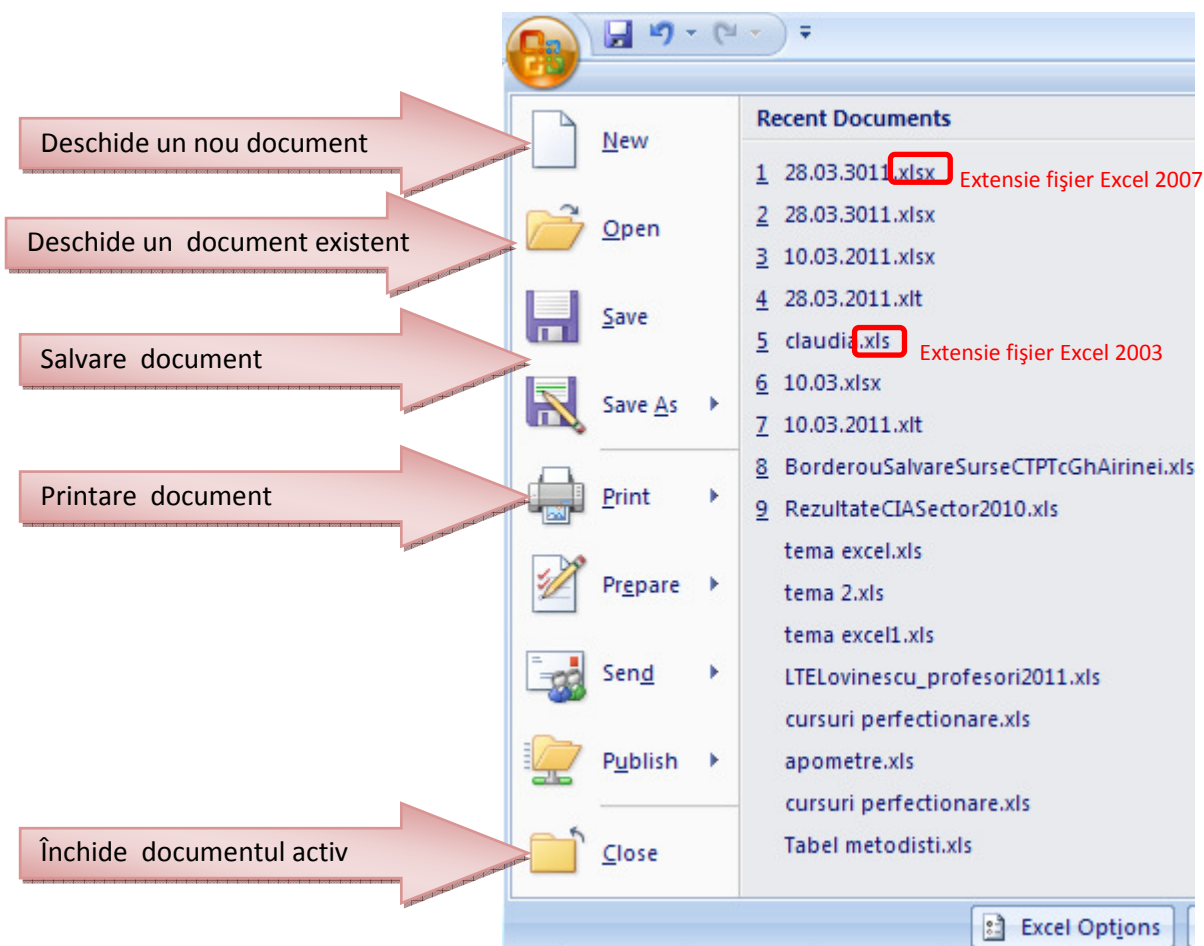 Deschide un nou document
Deschide un document existent
Salvare document
Printare document
Închide documentul activ
New
Open
Save
Save As
Print
Prepare
Send
Publish
Close
Recent Documents
1 28.03.3011.xlsx Extensie fişier Excel 2007
2 28.03.3011.xlsx
3 10.03.2011.xlsx
4 28.03.2011.xlt
5 claudia.xls Extensie fişier Excel 2003
6 10.03.xlsx
7 10.03.2011.xlt
8 BorderouSalvareSurseCTPTcGhAirinei.xls
9 RezultateCIASector2010.xls
tema excel.xls
tema 2.xls
tema excel1.xls
LTELovinescu_profesori2011.xls
cursuri perfectionare.xls
apometre.xls
cursuri perfectionare.xls
Tabel metodisti.xls
Excel Options